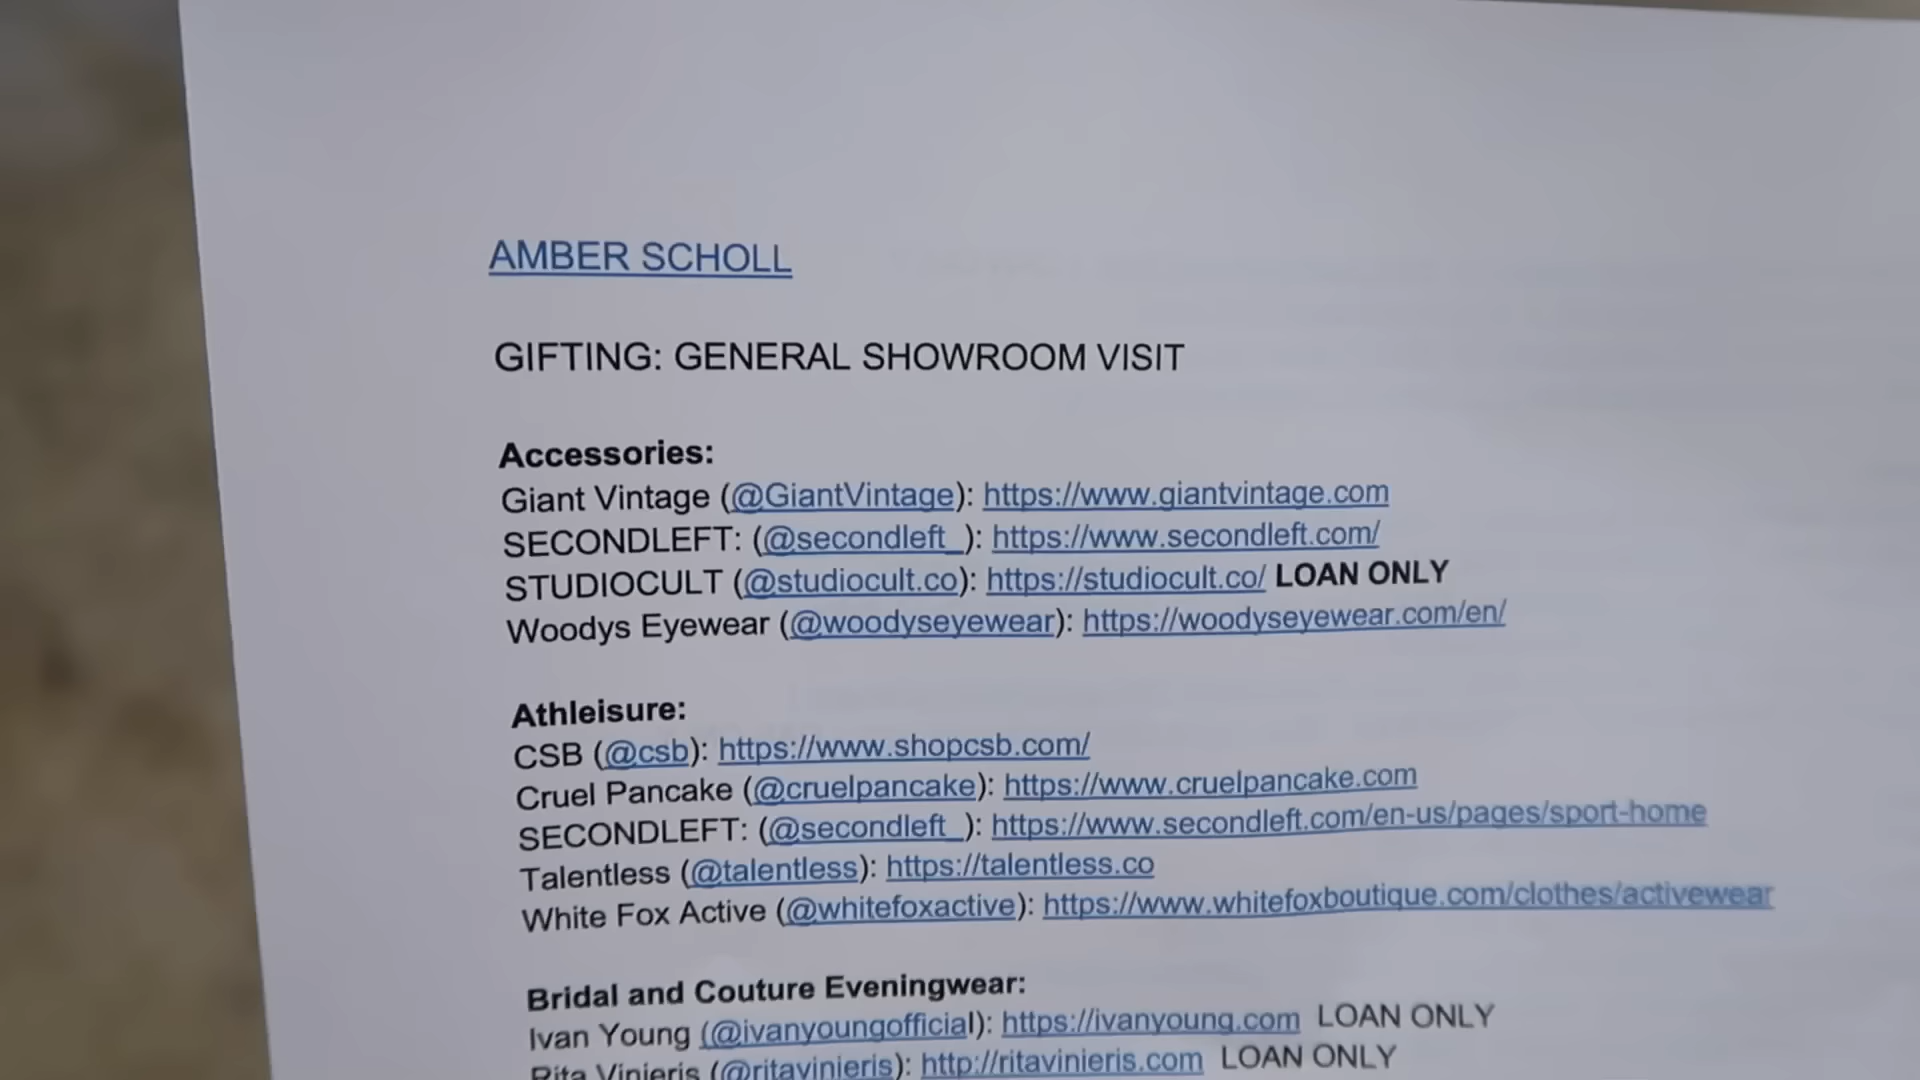 AMBER SCHOLL
GIFTING: GENERAL SHOWROOM VISIT
Accessories:
Giant Vintage (@GiantVintage): https://www.giantvintage.com
SECONDLEFT: (@secondleft_): https://www.secondleft.com/
STUDIOCULT (@studiocult.co): https://studiocult.co/ LOAN ONLY
Woodys Eyewear (@woodyseyewear): https://woodyseyewear.com/en/
Athleisure:
CSB (@csb): https://www.shopcsb.com/
Cruel Pancake (@cruelpancake): https://www.cruelpancake.com
SECONDLEFT: (@secondleft_): https://www.secondleft.com/en-us/pages/sport-home
Talentless (@talentless): https://talentless.co
White Fox Active (@whitefoxactive): https://www.whitefoxboutique.com/clothes/activewear
Bridal and Couture Eveningwear:
Ivan Young (@ivanyoungofficial): https://ivanyoung.com LOAN ONLY
Rita Vinieris (@ritavinieris): http://ritavinieris.com LOAN ONLY